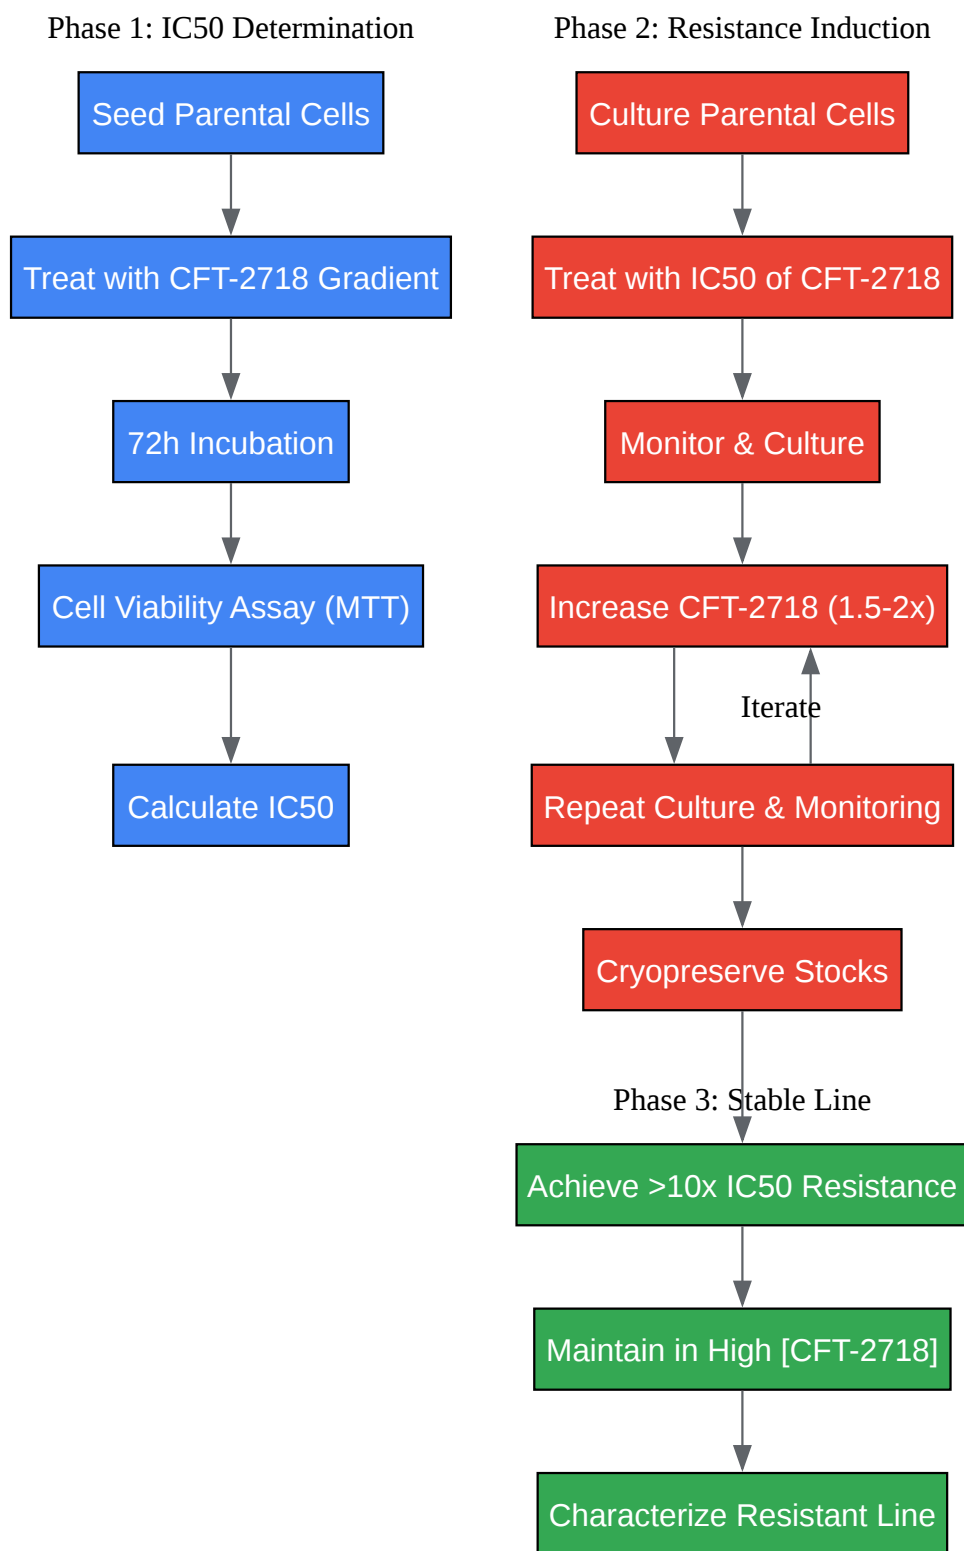 Phase 1: IC50 Determination
Seed Parental Cells
Treat with CFT-2718 Gradient
72h Incubation
Cell Viability Assay (MTT)
Calculate IC50
Phase 2: Resistance Induction
Culture Parental Cells
Treat with IC50 of CFT-2718
Monitor & Culture
Increase CFT-2718 (1.5-2x)
Iterate
Repeat Culture & Monitoring
Cryopreserve Stocks
Phase 3: Stable Line
Achieve >10x IC50 Resistance
Maintain in High [CFT-2718]
Characterize Resistant Line